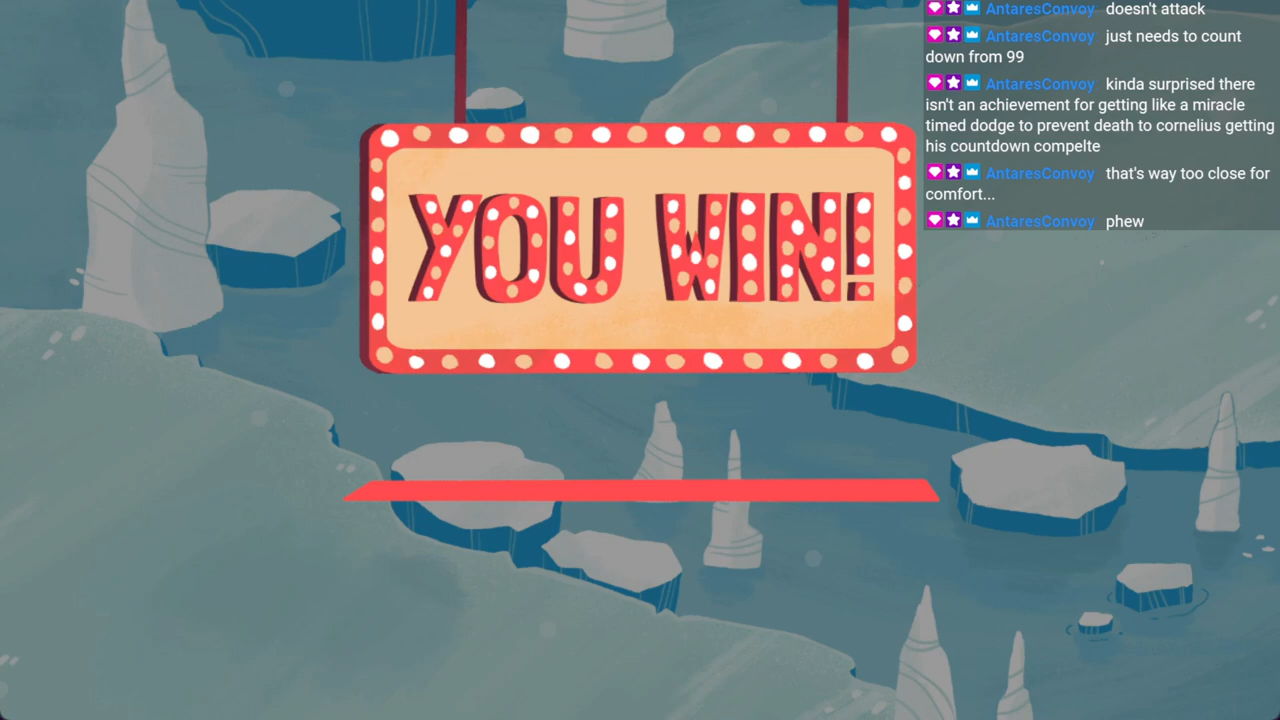 AntaresConvoy doesn't attack
AntaresConvoy just needs to count
down from 99
AntaresConvoy kinda surprised there
isn't an achievement for getting like a miracle
timed dodge to prevent death to cornelius getting
his countdown compelte
AntaresConvoy that's way too close for
comfort...
AntaresConvoy phew
YOU WIN!